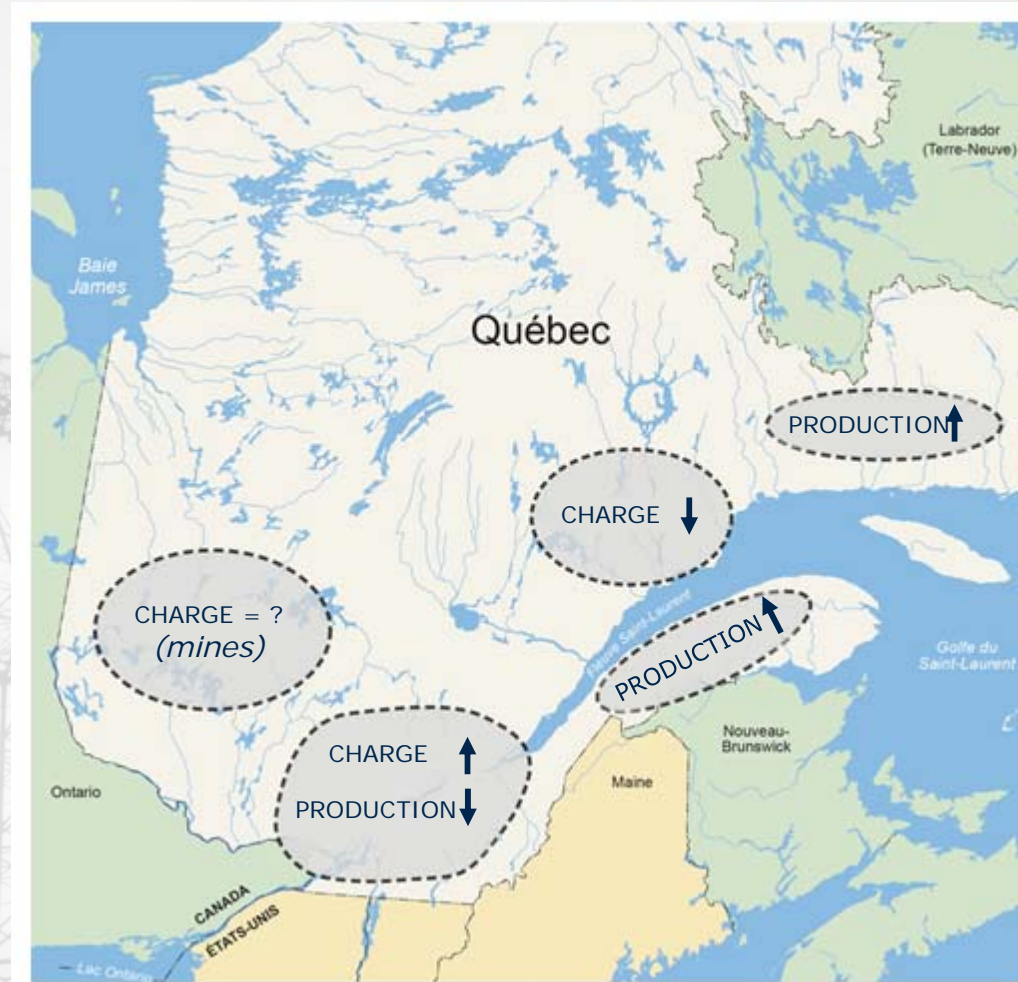 Labrador
(Terre-Neuve)
Baie
James
Québec
PRODUCTION
CHARGE
CHARGE = ?
(mines)
Fleuve Saint-Laurent
PRODUCTION
Golfe du
Saint-Laurent
CHARGE
PRODUCTION
Nouveau-
Brunswick
Maine
Ontario
CANADA
ÉTATS-UNIS
Lac Ontario